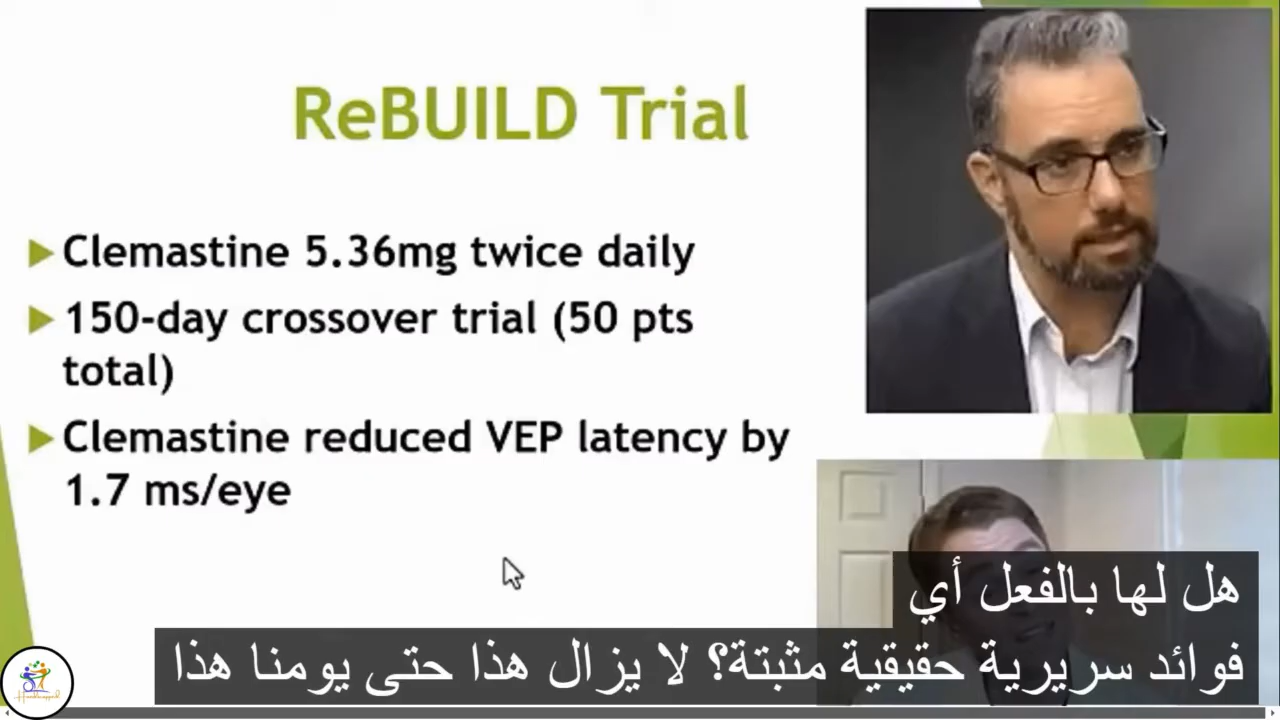 ReBUILD Trial
Clemastine 5.36mg twice daily
150-day crossover trial (50 pts
total)
Clemastine reduced VEP latency by
1.7 ms/eye
هل لها بالفعل أي
فوائد سريرية حقيقية مثبتة؟ لا يزال هذا حتى يومنا هذا